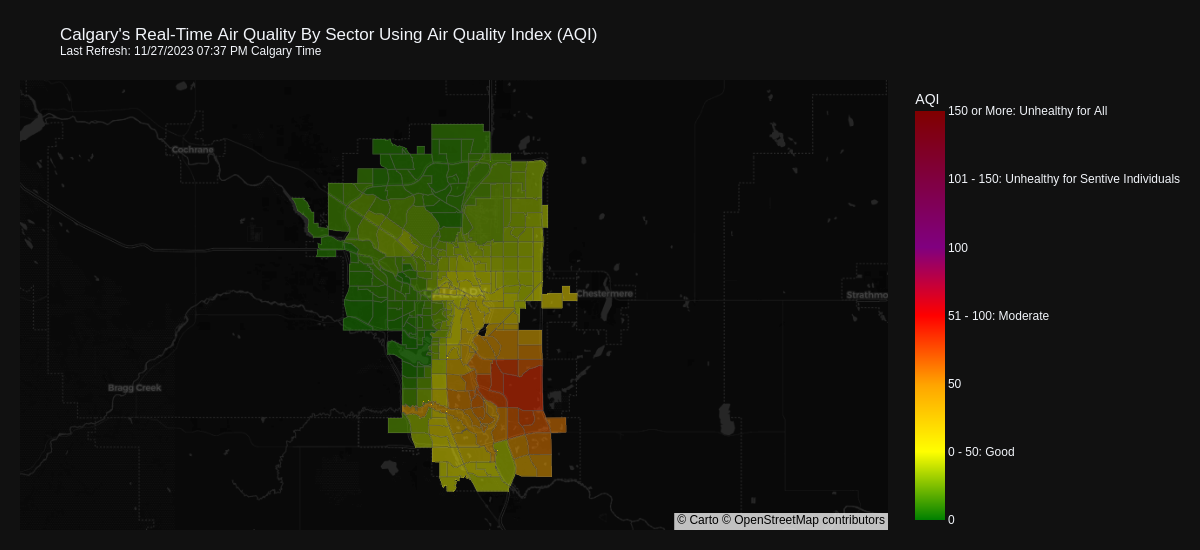 Calgary's Real-Time Air Quality By Sector Using Air Quality Index (AQI)
Last Refresh: 11/27/2023 07:37 PM Calgary Time
AQI
150 or More: Unhealthy for All
Cochrane
101 - 150: Unhealthy for Sentive Individuals
100
Chestermere
Strathmo
51 - 100: Moderate
50
Bragg Creek
0 - 50: Good
0
© Carto © OpenStreetMap contributors